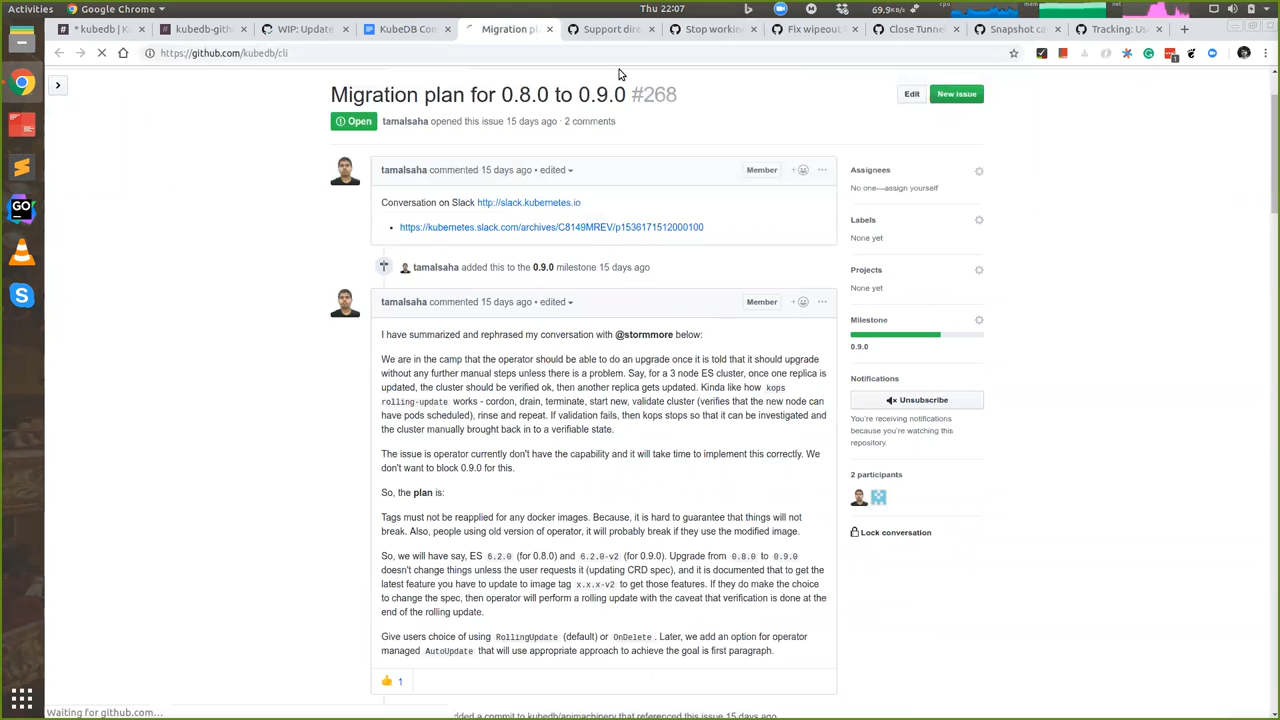 Activities
Google Chrome
Thu 22:07
69.9KB/s
* kubedb | K
kubedb-gr
WIP: Update
KubeDB Con
Migration pl
Support dire
Stop workin
Fix wipeout
Close Tunne
Snapshot ca
Tracking: Us
https://github.com/kubedb/cli
Migration plan for 0.8.0 to 0.9.0 #268
Edit
New issue
Open
tamalsaha opened this issue 15 days ago · 2 comments
tamalsaha commented 15 days ago • edited
Member
Conversation on Slack http://slack.kubernetes.io
• https://kubernetes.slack.com/archives/C8149MREV/p1536171512000100
tamalsaha added this to the 0.9.0 milestone 15 days ago
tamalsaha commented 15 days ago • edited
Member
I have summarized and rephrased my conversation with @stormmore below:
We are in the camp that the operator should be able to do an upgrade once it is told that it should upgrade
without any further manual steps unless there is a problem. Say, for a 3 node ES cluster, once one replica is
updated, the cluster should be verified ok, then another replica gets updated. Kinda like how kops
rolling-update works - cordon, drain, terminate, start new, validate cluster (verifies that the new node can
have pods scheduled), rinse and repeat. If validation fails, then kops stops so that it can be investigated and
the cluster manually brought back in to a verifiable state.
The issue is operator currently don't have the capability and it will take time to implement this correctly. We
don't want to block 0.9.0 for this.
So, the plan is:
Tags must not be reapplied for any docker images. Because, it is hard to guarantee that things will not
break. Also, people using old version of operator, it will probably break if they use the modified image.
So, we will have say, ES 6.2.0 (for 0.8.0) and 6.2.0-v2 (for 0.9.0). Upgrade from 0.8.0 to 0.9.0
doesn't change things unless the user requests it (updating CRD spec), and it is documented that to get the
latest feature you have to update to image tag x.x.x-v2 to get those features. If they do make the choice
to change the spec, then operator will perform a rolling update with the caveat that verification is done at the
end of the rolling update.
Give users choice of using RollingUpdate (default) or OnDelete. Later, we add an option for operator
managed AutoUpdate that will use appropriate approach to achieve the goal is first paragraph.
1
added a commit to kubedb/apimachinery that referenced this issue 15 days ago
Assignees
No one—assign yourself
Labels
None yet
Projects
None yet
Milestone
0.9.0
Notifications
Unsubscribe
You're receiving notifications
because you're watching this
repository.
2 participants
Lock conversation
Waiting for github.com...